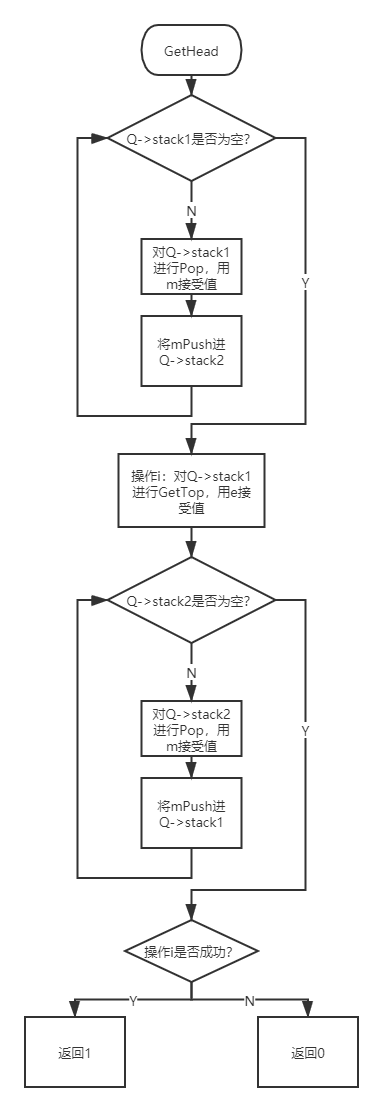 GetHead
Q->stack1是否为空?
N
对Q->stack1
进行Pop，用
m接受值
Y
将mPush进
Q->stack2
操作i：对Q->stack1
进行GetTop，用e接
受值
Q->stack2是否为空?
N
对Q->stack2
进行Pop，用
m接受值
Y
将mPush进
Q->stack1
操作i是否成功?
Y
N
返回1
返回0